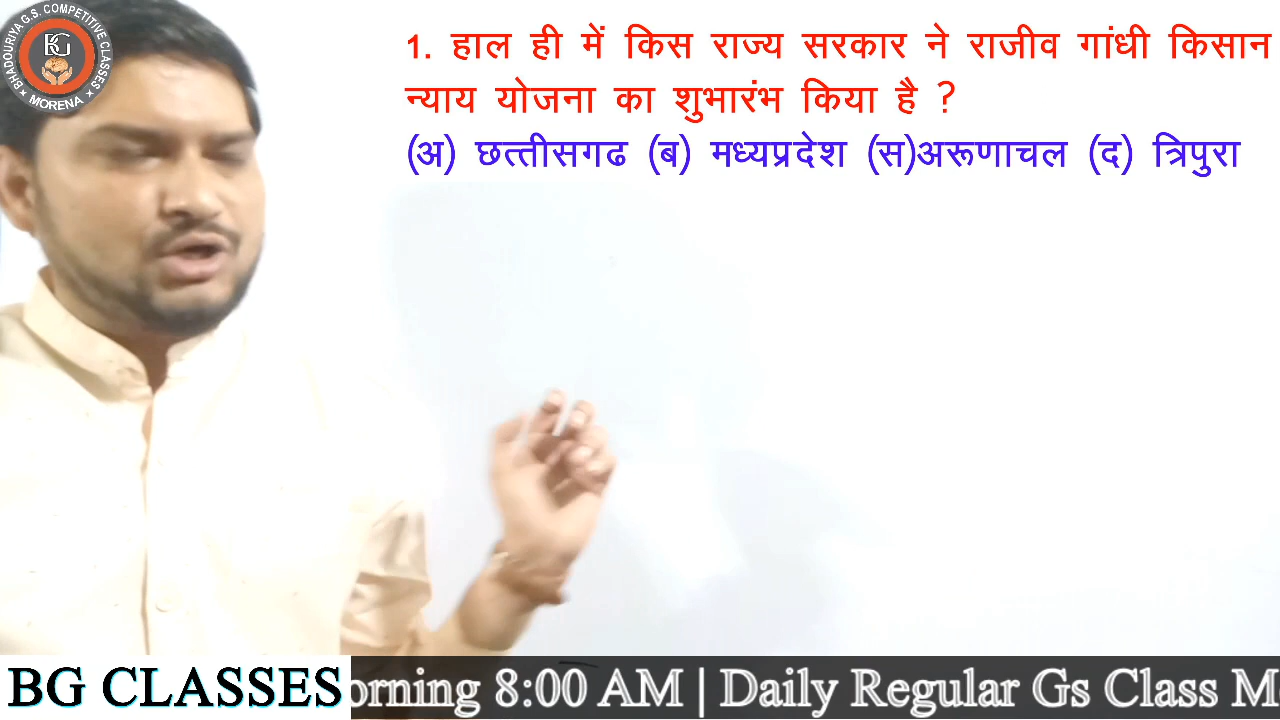 BHADOURIYA G.S. COMPETITIVE CLASSES
BG
MORENA
1. हाल ही में किस राज्य सरकार ने राजीव गांधी किसान
न्याय योजना का शुभारंभ किया है ?
(अ) छत्तीसगढ (ब) मध्यप्रदेश (स)अरूणाचल (द) त्रिपुरा
BG CLASSES orning 8:00 AM | Daily Regular Gs Class M